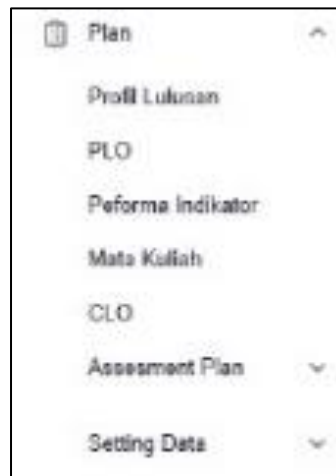 Plan
Profil Lulusan
PLO
Peforma Indikator
Mata Kuliah
CLO
Assesment Plan
Setting Data